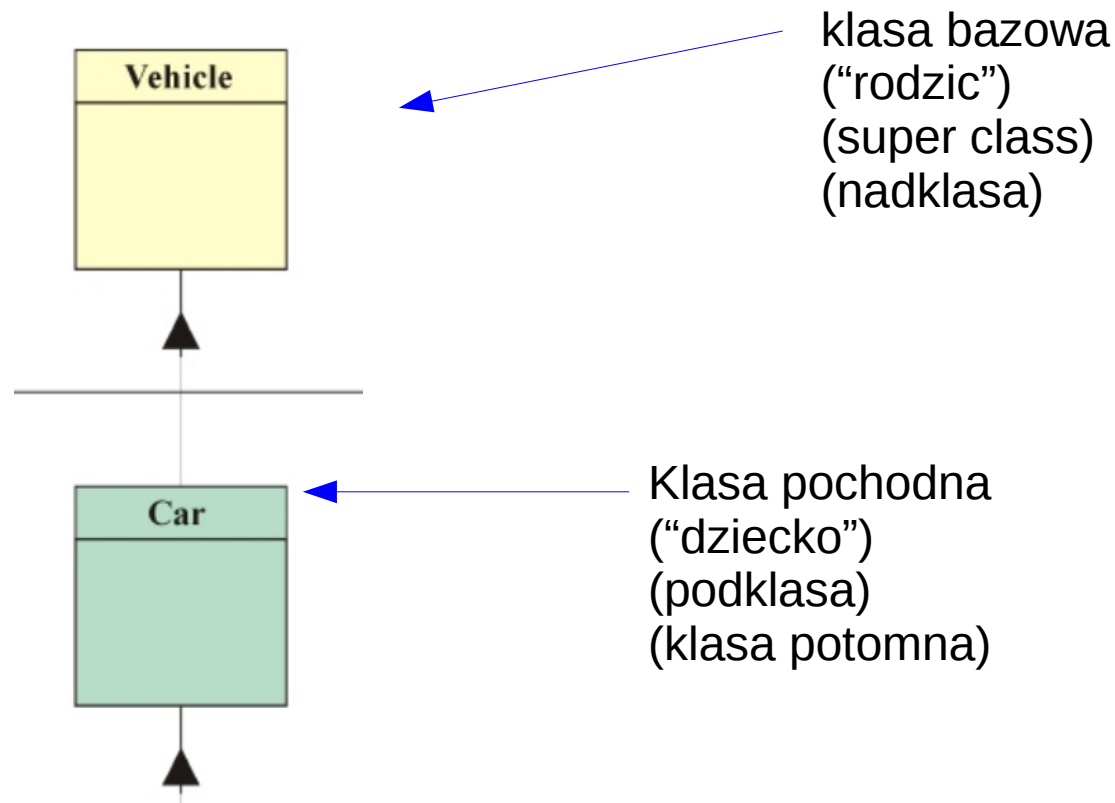 Vehicle
klasa bazowa
(“rodzic”)
(super class)
(nadklasa)
Car
Klasa pochodna
(“dziecko”)
(podklasa)
(klasa potomna)